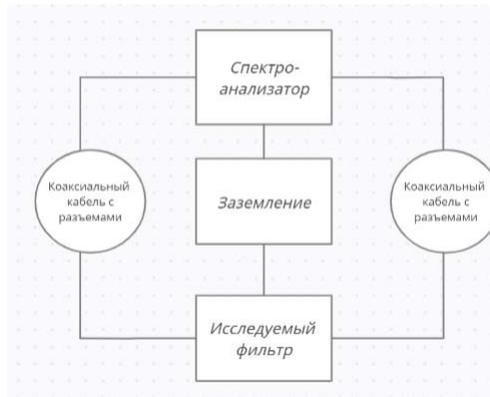 Спектро-
анализатор
Коаксиальный
кабель с
разъемами
Заземление
Коаксиальный
кабель с
разъемами
Исследуемый
фильтр